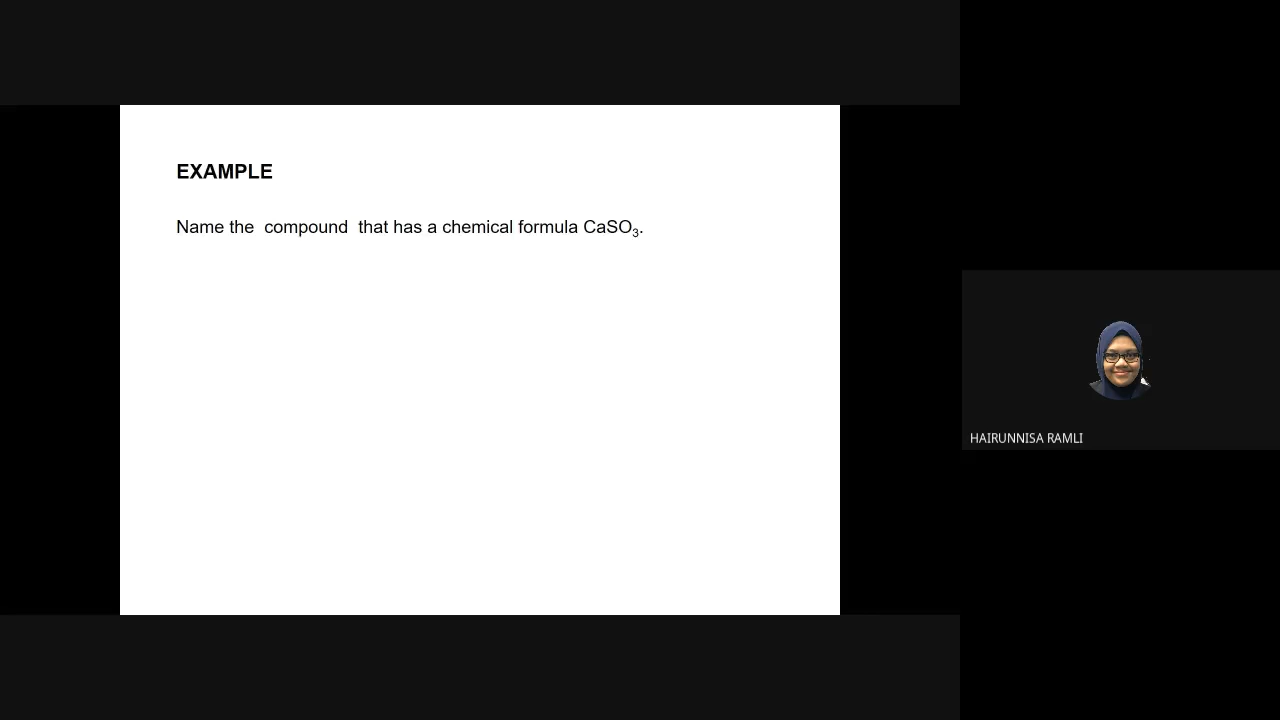 EXAMPLE
Name the compound that has a chemical formula CaSO₃.
HAIRUNNISA RAMLI